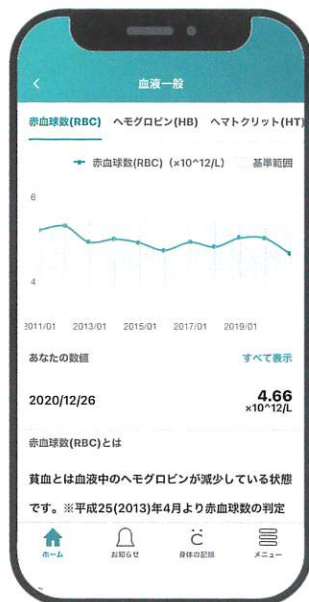 血液一般
赤血球数(RBC) ヘモグロビン(HB) ヘマトクリット(HT)
赤血球数(RBC)（×10^12/L） 基準範囲
6
4
2011/01 2013/01 2015/01 2017/01 2019/01
あなたの数値 すべて表示
2020/12/26 4.66
×10^12/L
赤血球数(RBC)とは
貧血とは血液中のヘモグロビンが減少している状態
です。※平成25(2013)年4月より赤血球数の判定
ホーム お知らせ 身体の記録 メニュー